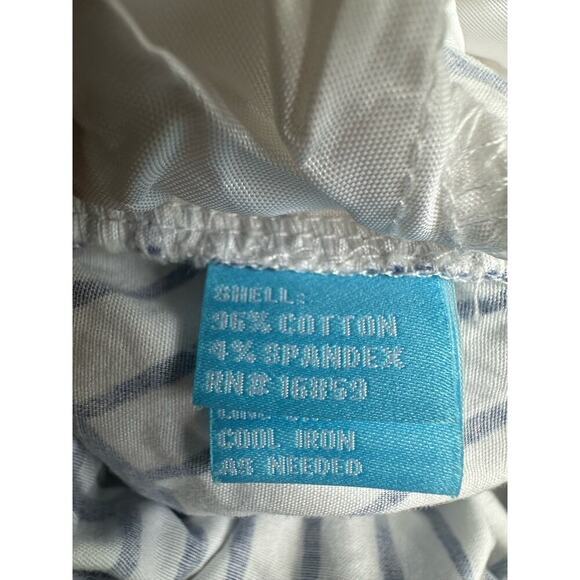 SHELL:
96% COTTON
4% SPANDEX
RN# 16859
COOL IRON
AS NEEDED